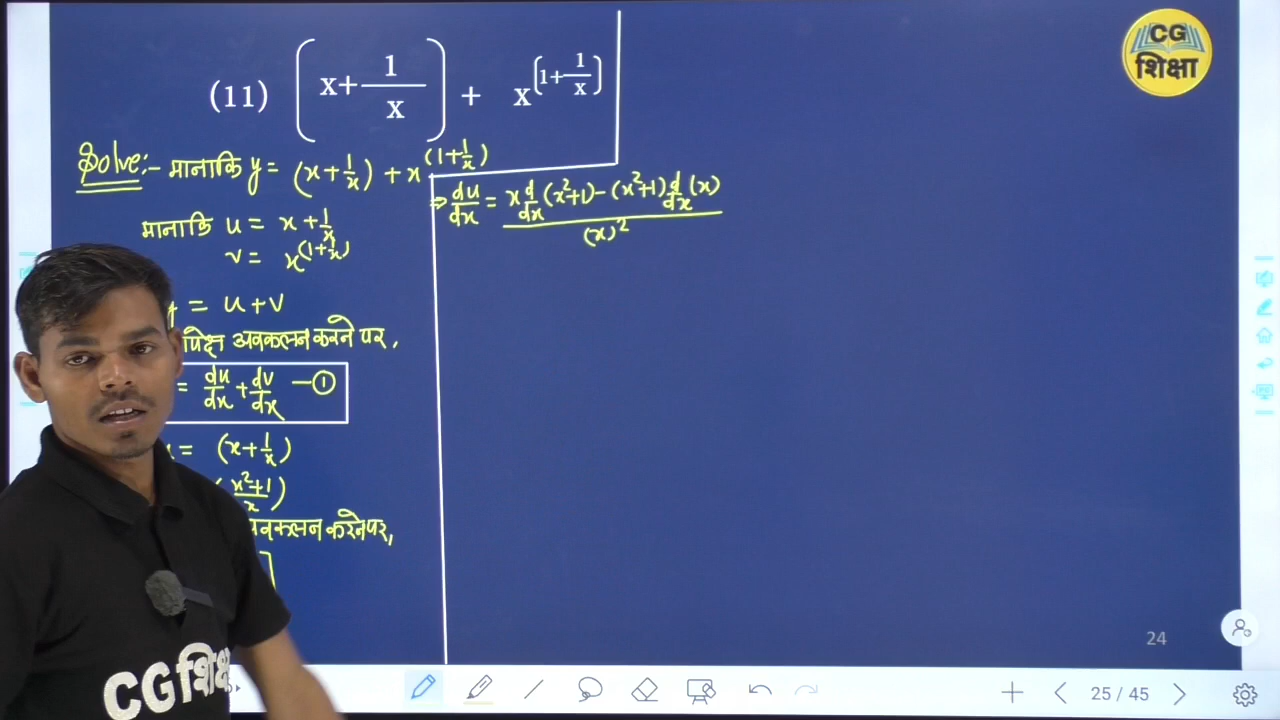 CG
शिक्षा
(11) (x+1/x) + x^(1+1/x)
Solve:- मानाकि y = (x+1/x) + x^(1+1/x)
मानाकि u = x+1/x
v = x^(1+1/x)
= u+v
अवकलन करने पर,
= du/dx + dv/dx —①
= (x+1/x)
(x²+1/x)
अवकलन करने पर,
⇒ du/dx = x d/dx (x²+1) - (x²+1) d/dx (x) / (x)²
CG शिक्षा
24
25 / 45